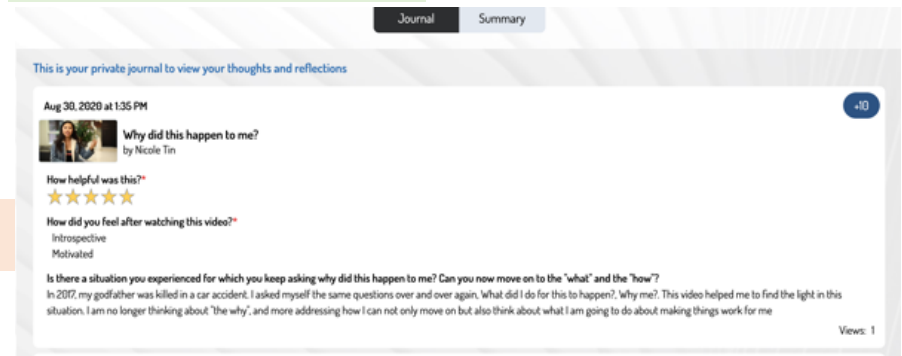 Journal Summary
This is your private journal to view your thoughts and reflections
Aug 30, 2020 at 1:35 PM +10
Why did this happen to me?
by Nicole Tin
How helpful was this?*
How did you feel after watching this video?*
Introspective
Motivated
Is there a situation you experienced for which you keep asking why did this happen to me? Can you now move on to the "what" and the "how"?
In 2017, my godfather was killed in a car accident. I asked myself the same questions over and over again, What did I do for this to happen?, Why me?. This video helped me to find the light in this
situation. I am no longer thinking about "the why", and more addressing how I can not only move on but also think about what I am going to do about making things work for me
Views: 1